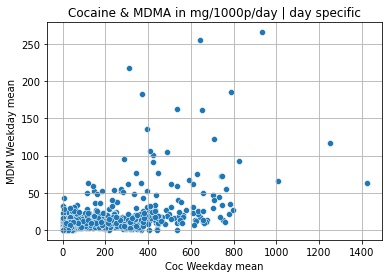 Cocaine & MDMA in mg/1000p/day | day specific
250
200
150
100
50
0
MDM Weekday mean
0 200 400 600 800 1000 1200 1400
Coc Weekday mean